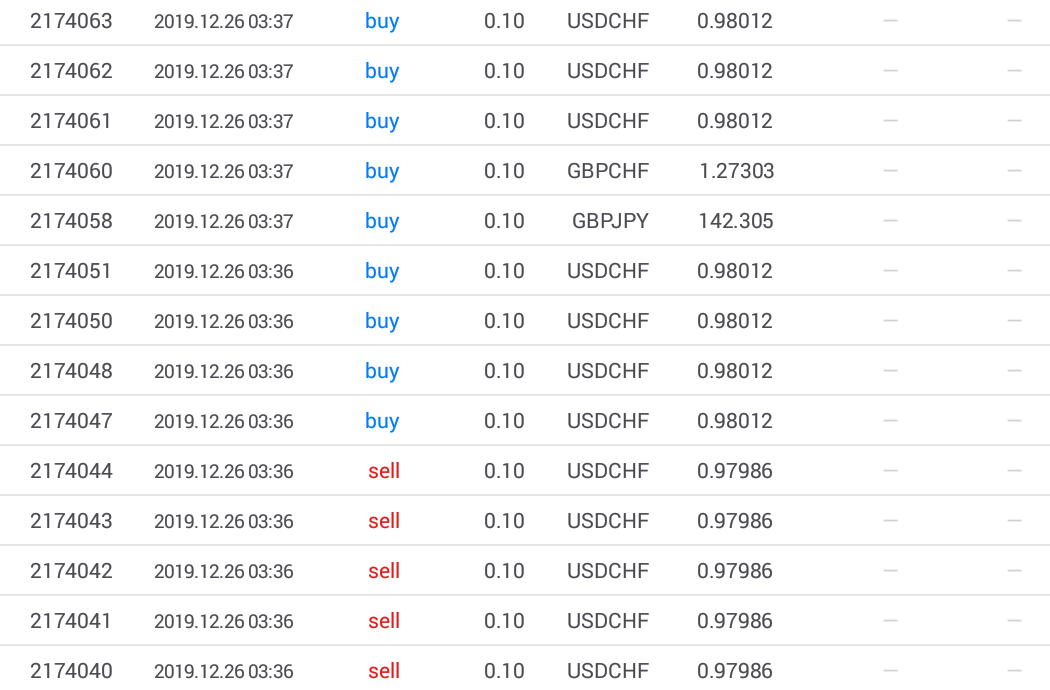 2174063 2019.12.26 03:37 buy 0.10 USDCHF 0.98012 — —
2174062 2019.12.26 03:37 buy 0.10 USDCHF 0.98012 — —
2174061 2019.12.26 03:37 buy 0.10 USDCHF 0.98012 — —
2174060 2019.12.26 03:37 buy 0.10 GBPCHF 1.27303 — —
2174058 2019.12.26 03:37 buy 0.10 GBPJPY 142.305 — —
2174051 2019.12.26 03:36 buy 0.10 USDCHF 0.98012 — —
2174050 2019.12.26 03:36 buy 0.10 USDCHF 0.98012 — —
2174048 2019.12.26 03:36 buy 0.10 USDCHF 0.98012 — —
2174047 2019.12.26 03:36 buy 0.10 USDCHF 0.98012 — —
2174044 2019.12.26 03:36 sell 0.10 USDCHF 0.97986 — —
2174043 2019.12.26 03:36 sell 0.10 USDCHF 0.97986 — —
2174042 2019.12.26 03:36 sell 0.10 USDCHF 0.97986 — —
2174041 2019.12.26 03:36 sell 0.10 USDCHF 0.97986 — —
2174040 2019.12.26 03:36 sell 0.10 USDCHF 0.97986 — —